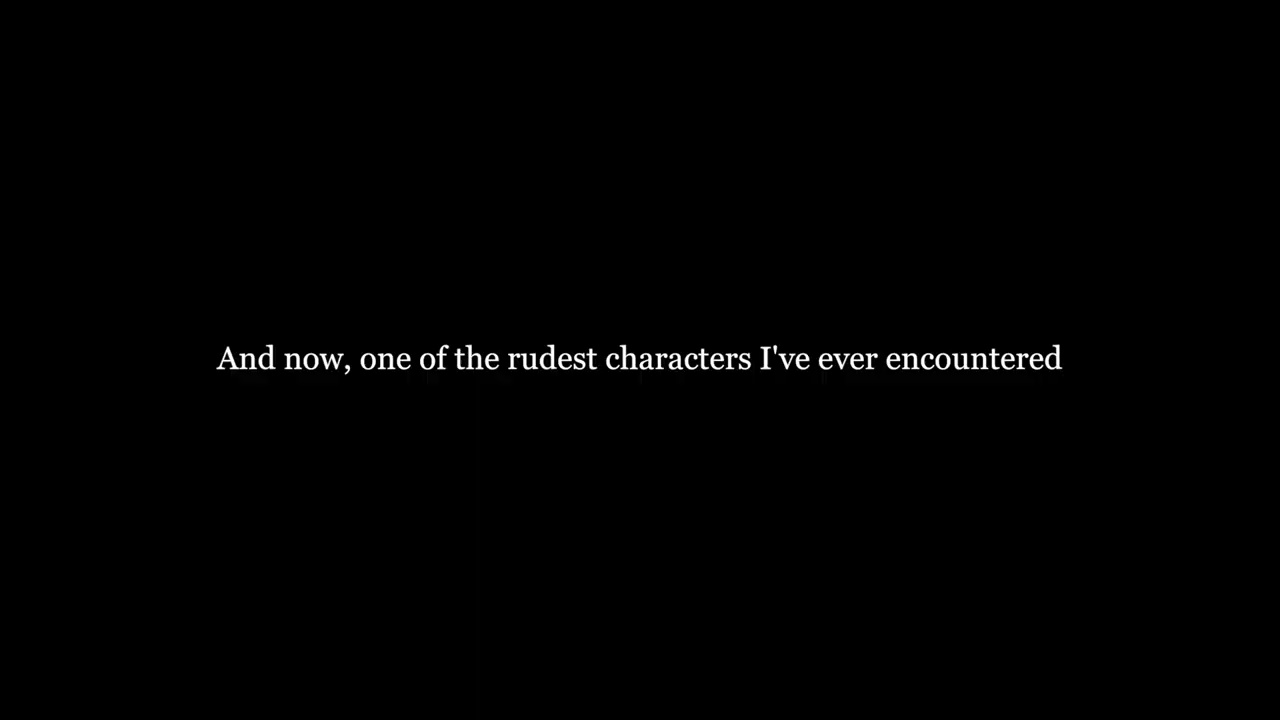 And now, one of the rudest characters I've ever encountered